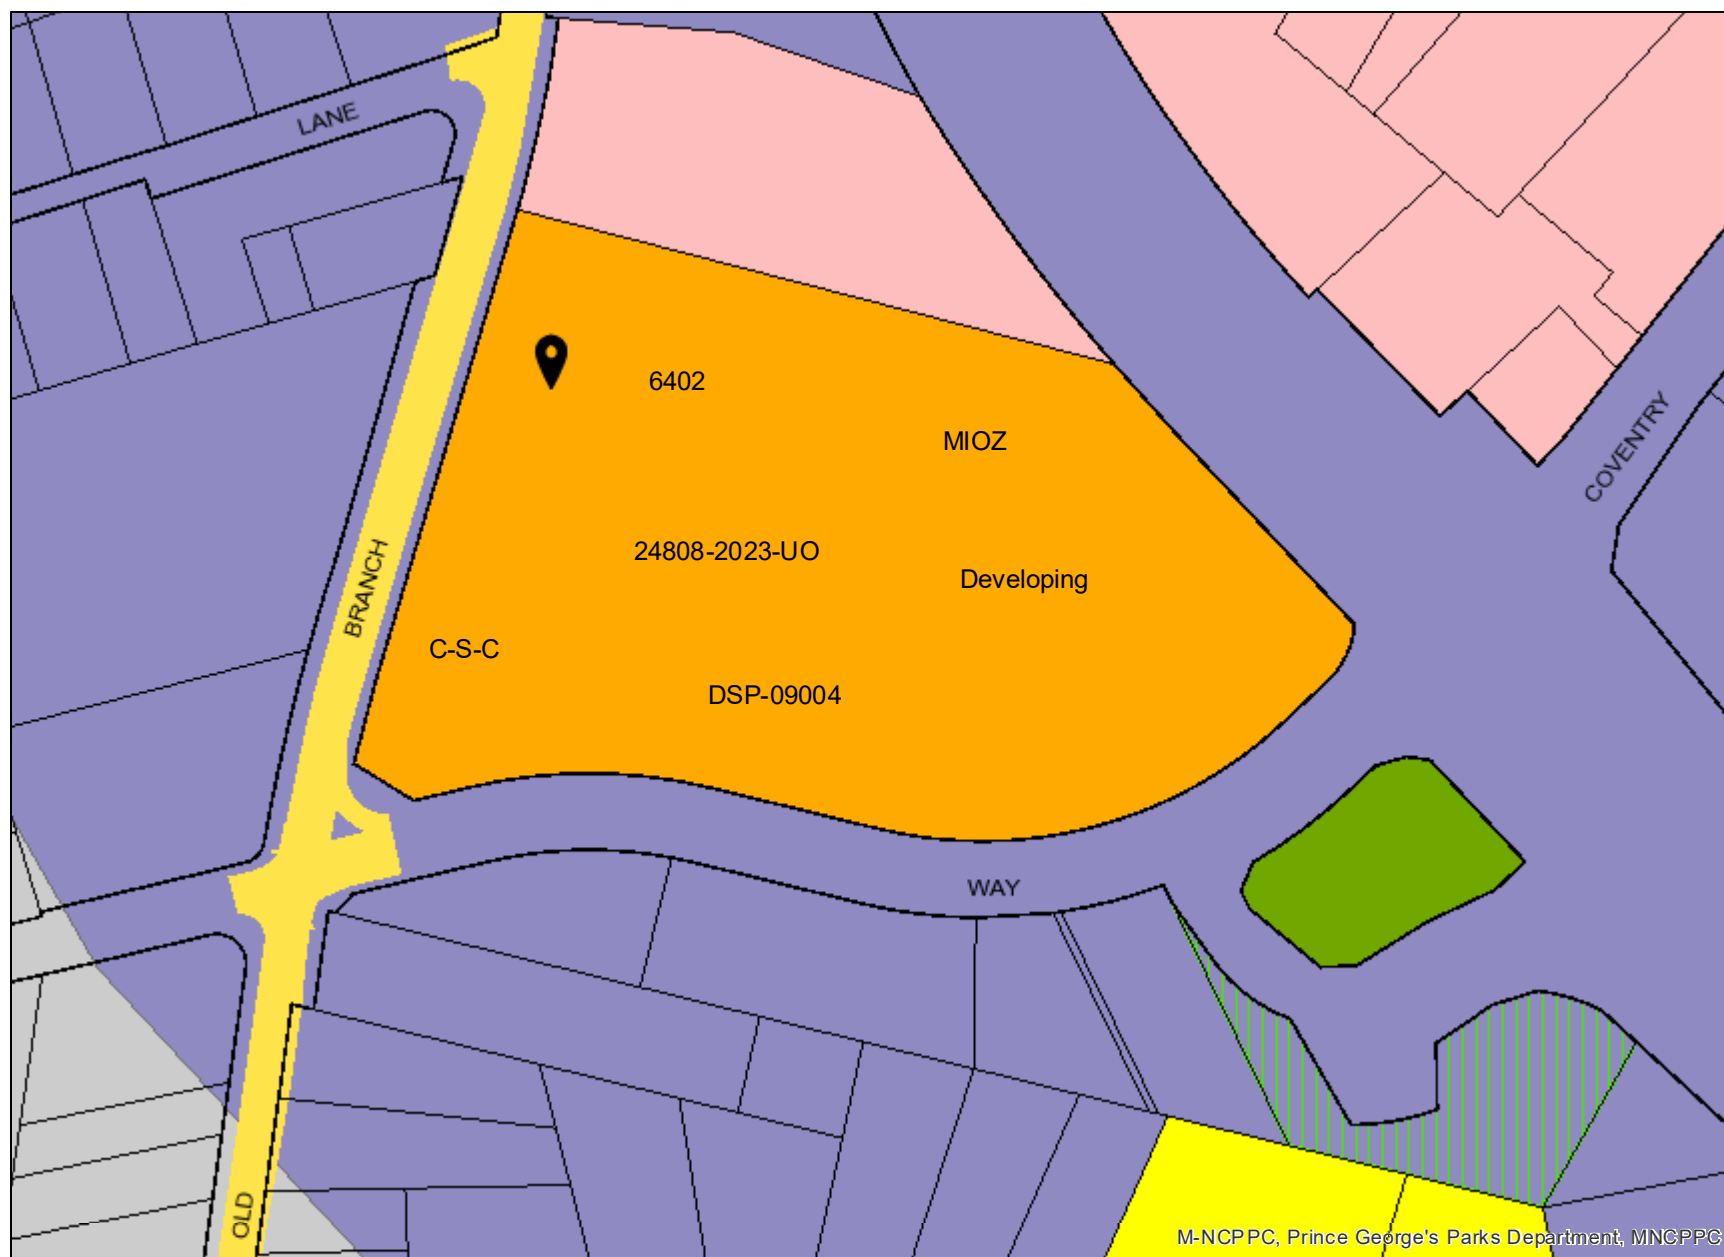 LANE
6402
COVENTRY
MIOZ
24808-2023-UO
Developing
BRANCH
C-S-C
DSP-09004
WAY
OLD
M-NCPPC, Prince George's Parks Department, MNCPPC